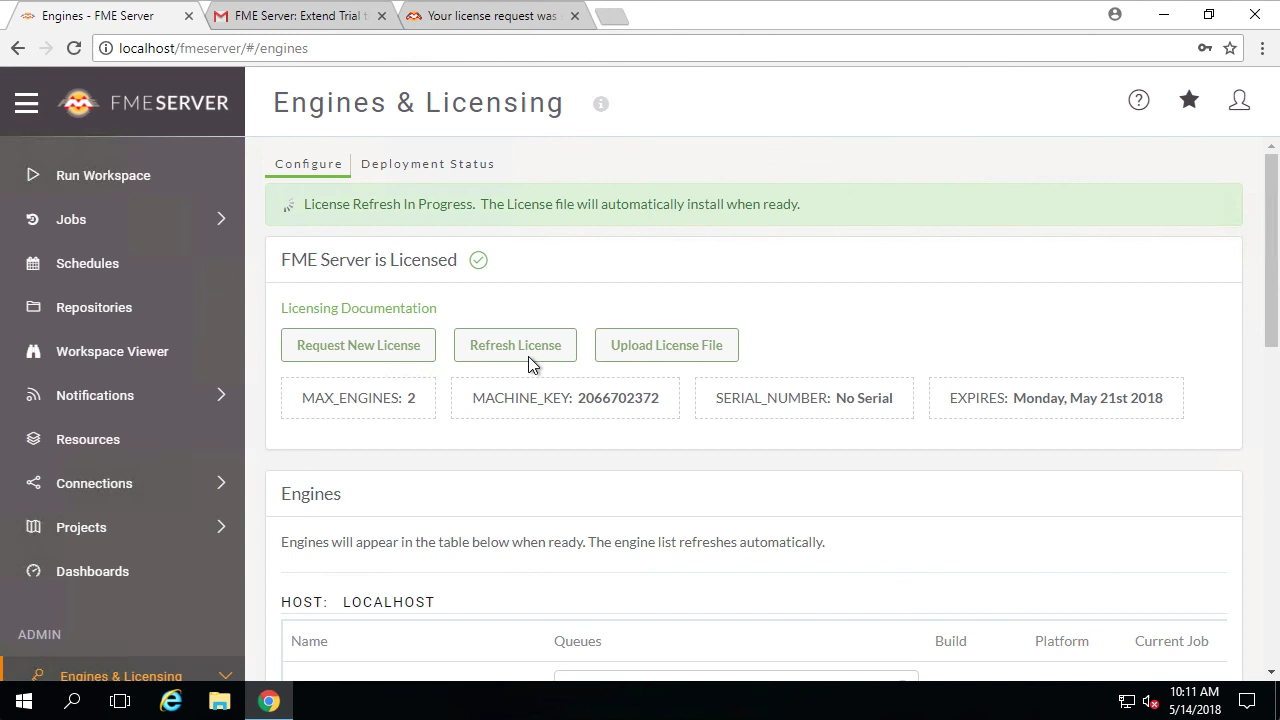 Engines - FME Server
FME Server: Extend Trial t
Your license request was
localhost/fmeserver/#/engines
FMESERVER
Engines & Licensing
Run Workspace
Jobs
Schedules
Repositories
Workspace Viewer
Notifications
Resources
Connections
Projects
Dashboards
ADMIN
Engines & Licensing
Configure
Deployment Status
License Refresh In Progress. The License file will automatically install when ready.
FME Server is Licensed
Licensing Documentation
Request New License
Refresh License
Upload License File
MAX_ENGINES: 2
MACHINE_KEY: 2066702372
SERIAL_NUMBER: No Serial
EXPIRES: Monday, May 21st 2018
Engines
Engines will appear in the table below when ready. The engine list refreshes automatically.
HOST: LOCALHOST
Name
Queues
Build
Platform
Current Job
10:11 AM
5/14/2018